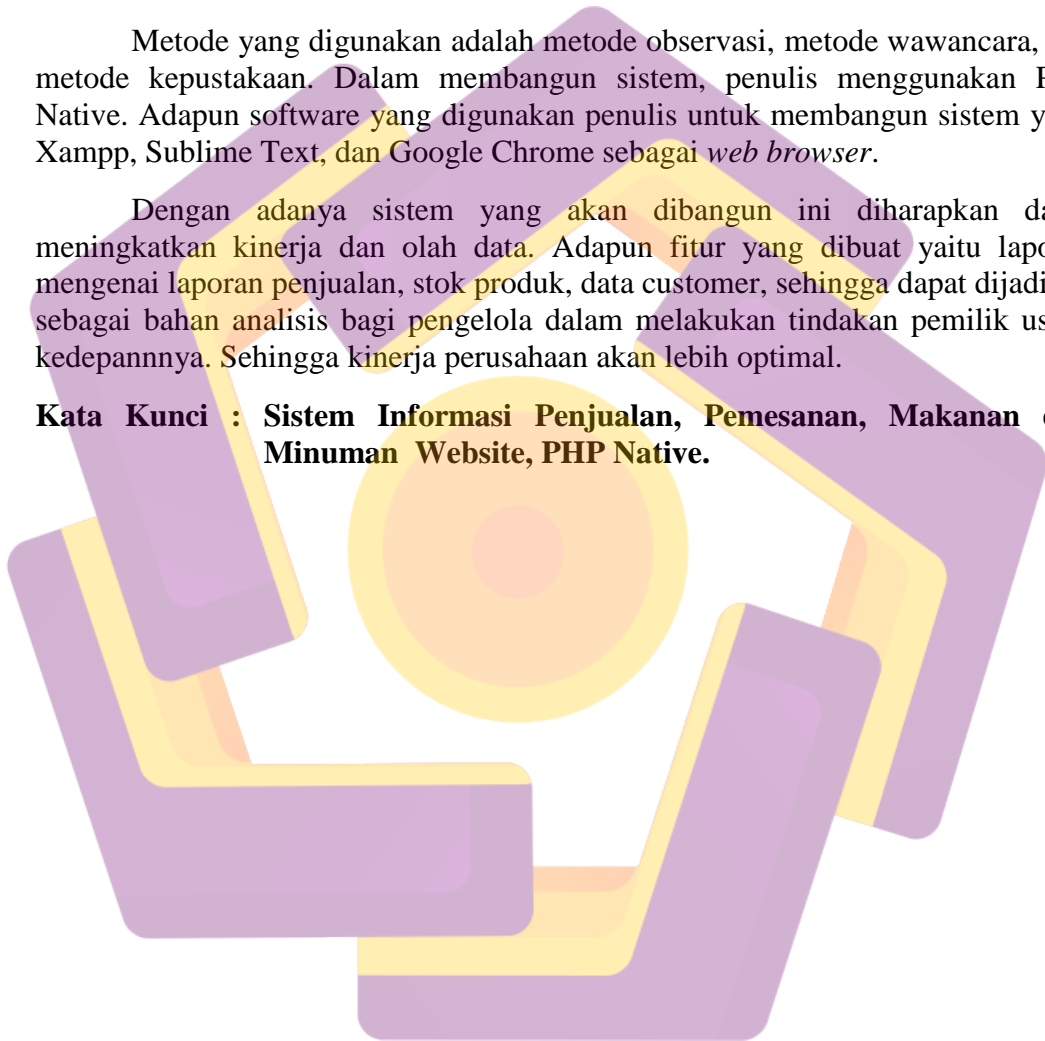 Metode yang digunakan adalah metode observasi, metode wawancara,
metode kepustakaan. Dalam membangun sistem, penulis menggunakan
Native. Adapun software yang digunakan penulis untuk membangun sistem
Xampp, Sublime Text, dan Google Chrome sebagai web browser.
Dengan adanya sistem yang akan dibangun ini diharapkan
meningkatkan kinerja dan olah data. Adapun fitur yang dibuat yaitu
mengenai laporan penjualan, stok produk, data customer, sehingga dapat
sebagai bahan analisis bagi pengelola dalam melakukan tindakan pemilik
kedepannnya. Sehingga kinerja perusahaan akan lebih optimal.
Kata Kunci : Sistem Informasi Penjualan, Pemesanan, Makanan
Minuman Website, PHP Native.